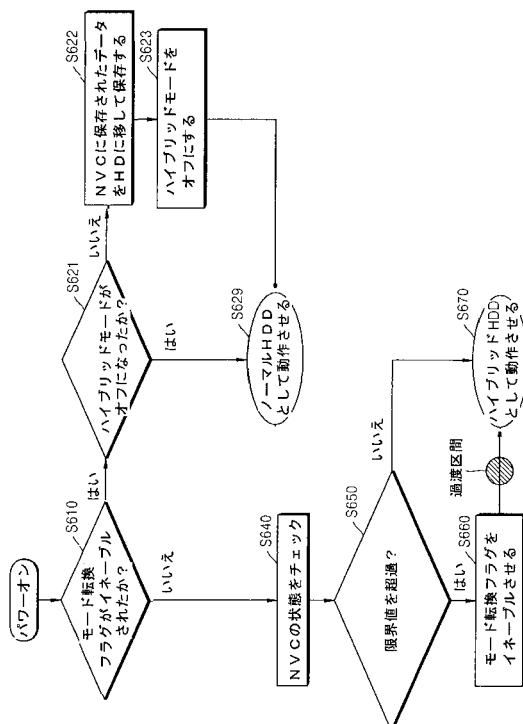 パワーオン
S610
モード転換
フラグがイネーブル
されたか?
はい
いいえ
S621
ハイブリッドモードが
オフになったか?
いいえ
はい
S622
NVCに保存されたデータ
をHDに移して保存する
S623
ハイブリッドモードを
オフにする
S629
ノーマルHDD
として動作させる
S640
NVCの状態をチェック
S650
限界値を超過?
いいえ
はい
S660
モード転換フラグを
イネーブルさせる
過渡区間
S670
ハイブリッドHDD
として動作させる